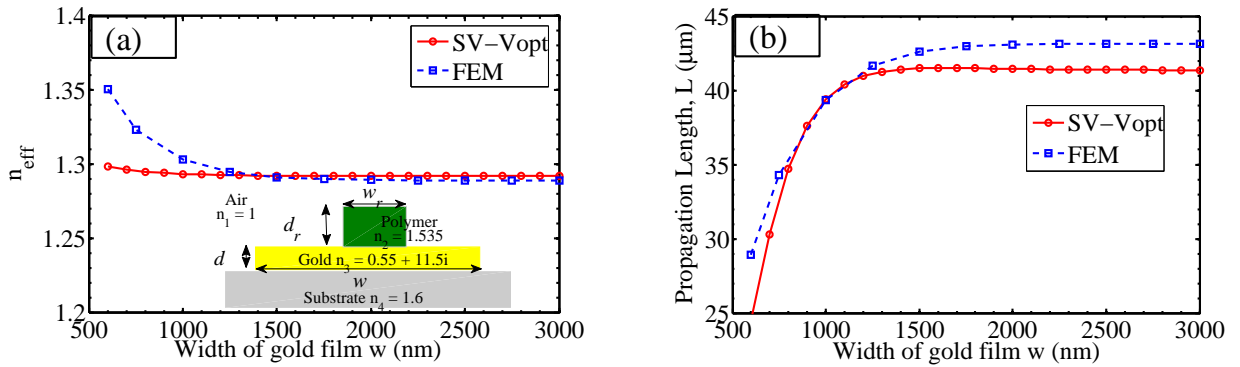 (a)
1.4
1.35
1.3
1.25
1.2
n_eff
SV−Vopt
FEM
Air
n_1 = 1
w_r
d_r
Polymer
n_2 = 1.535
d
Gold n_3 = 0.55 + 11.5i
w
Substrate n_4 = 1.6
500 1000 1500 2000 2500 3000
Width of gold film w (nm)
(b)
45
40
35
30
25
Propagation Length, L (µm)
SV−Vopt
FEM
500 1000 1500 2000 2500 3000
Width of gold film w (nm)